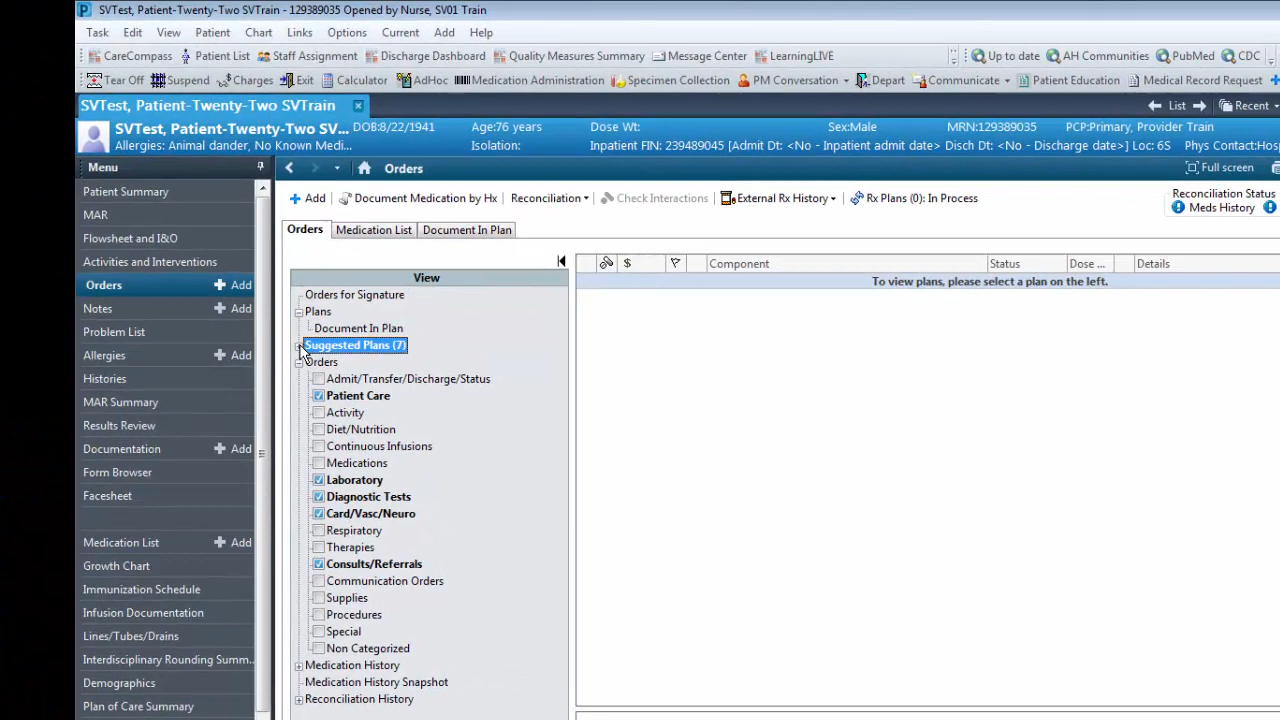 SVTest, Patient-Twenty-Two SVTrain - 129389035 Opened by Nurse, SV01 Train
Task Edit View Patient Chart Links Options Current Add Help
CareCompass Patient List Staff Assignment Discharge Dashboard Quality Measures Summary Message Center LearningLIVE Up to date AH Communities PubMed CDC
Tear Off Suspend Charges Exit Calculator AdHoc Medication Administration Specimen Collection PM Conversation Depart Communicate Patient Education Medical Record Request
SVTest, Patient-Twenty-Two SVTrain List Recent
SVTest, Patient-Twenty-Two SV... DOB:8/22/1941 Age:76 years Dose Wt: Sex:Male MRN:129389035 PCP:Primary, Provider Train
Allergies: Animal dander, No Known Medi... Isolation: Inpatient FIN: 239489045 [Admit Dt: <No - Inpatient admit date> Disch Dt: <No - Discharge date>] Loc: 6S Phys Contact:Hosp
Menu Orders Full screen
Patient Summary
MAR
Flowsheet and I&O
Activities and Interventions
Orders Add
Notes Add
Problem List
Allergies Add
Histories
MAR Summary
Results Review
Documentation Add
Form Browser
Facesheet
Medication List Add
Growth Chart
Immunization Schedule
Infusion Documentation
Lines/Tubes/Drains
Interdisciplinary Rounding Summ...
Demographics
Plan of Care Summary
Add Document Medication by Hx Reconciliation Check Interactions External Rx History Rx Plans (0): In Process
Reconciliation Status
Meds History
Orders Medication List Document In Plan
View
Orders for Signature
Plans
Document In Plan
Suggested Plans (7)
Orders
Admit/Transfer/Discharge/Status
Patient Care
Activity
Diet/Nutrition
Continuous Infusions
Medications
Laboratory
Diagnostic Tests
Card/Vasc/Neuro
Respiratory
Therapies
Consults/Referrals
Communication Orders
Supplies
Procedures
Special
Non Categorized
Medication History
Medication History Snapshot
Reconciliation History
$ Component Status Dose ... Details
To view plans, please select a plan on the left.